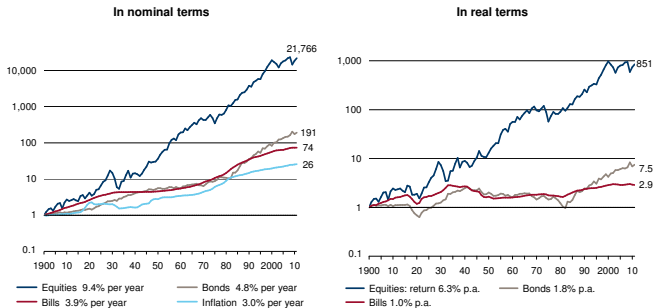 In nominal terms
21,766
10,000
1,000
100
10
1
0.1
191
74
26
1900 10 20 30 40 50 60 70 80 90 2000 10
Equities 9.4% per year
Bonds 4.8% per year
Bills 3.9% per year
Inflation 3.0% per year
In real terms
1,000
851
100
10
1
0.1
7.5
2.9
1900 10 20 30 40 50 60 70 80 90 2000 10
Equities: return 6.3% p.a.
Bonds 1.8% p.a.
Bills 1.0% p.a.